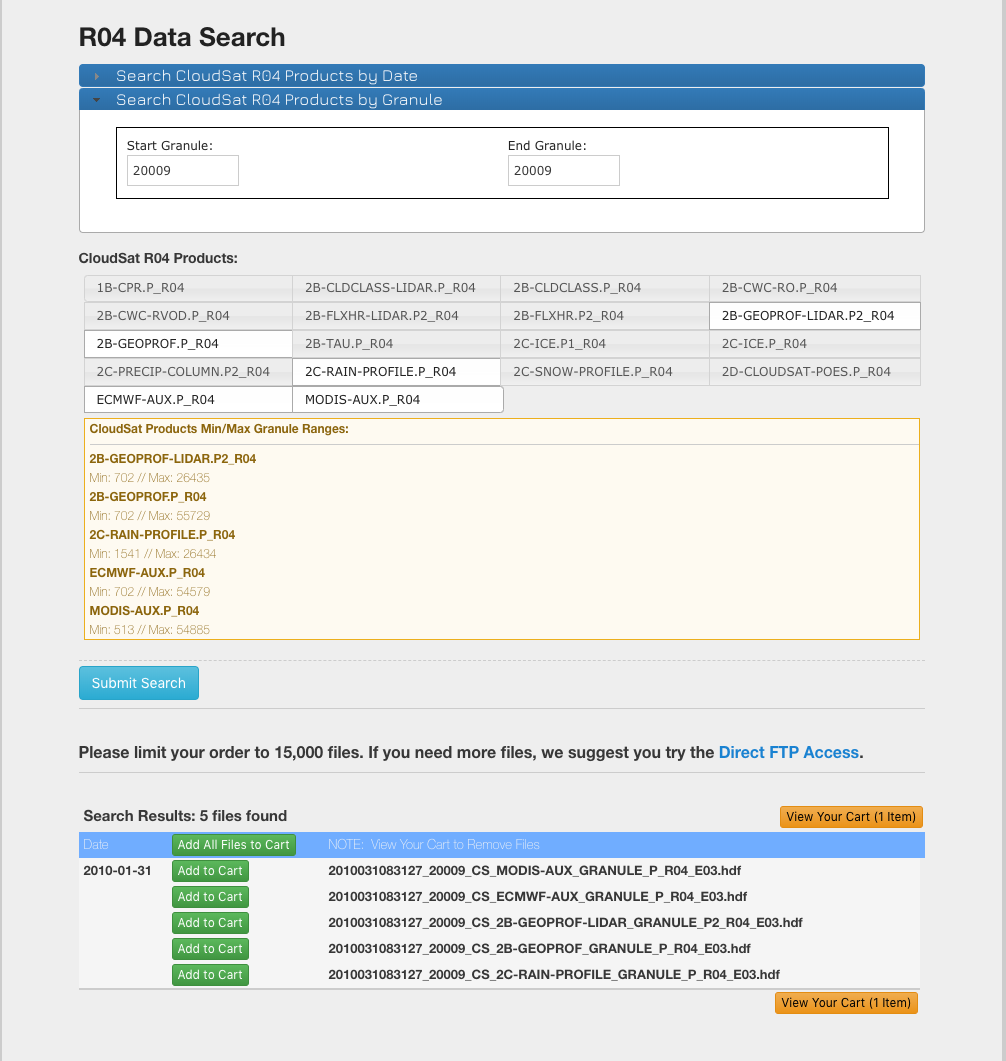 R04 Data Search
Search CloudSat R04 Products by Date
Search CloudSat R04 Products by Granule
Start Granule: End Granule:
20009 20009
CloudSat R04 Products:
1B-CPR.P_R04 2B-CLDCLASS-LIDAR.P_R04 2B-CLDCLASS.P_R04 2B-CWC-RO.P_R04
2B-CWC-RVOD.P_R04 2B-FLXHR-LIDAR.P2_R04 2B-FLXHR.P2_R04 2B-GEOPROF-LIDAR.P2_R04
2B-GEOPROF.P_R04 2B-TAU.P_R04 2C-ICE.P1_R04 2C-ICE.P_R04
2C-PRECIP-COLUMN.P2_R04 2C-RAIN-PROFILE.P_R04 2C-SNOW-PROFILE.P_R04 2D-CLOUDSAT-POES.P_R04
ECMWF-AUX.P_R04 MODIS-AUX.P_R04
CloudSat Products Min/Max Granule Ranges:
2B-GEOPROF-LIDAR.P2_R04
Min: 702 // Max: 26435
2B-GEOPROF.P_R04
Min: 702 // Max: 55729
2C-RAIN-PROFILE.P_R04
Min: 1541 // Max: 26434
ECMWF-AUX.P_R04
Min: 702 // Max: 54579
MODIS-AUX.P_R04
Min: 513 // Max: 54885
Submit Search
Please limit your order to 15,000 files. If you need more files, we suggest you try the Direct FTP Access.
Search Results: 5 files found View Your Cart (1 Item)
Date Add All Files to Cart NOTE: View Your Cart to Remove Files
2010-01-31 Add to Cart 2010031083127_20009_CS_MODIS-AUX_GRANULE_P_R04_E03.hdf
Add to Cart 2010031083127_20009_CS_ECMWF-AUX_GRANULE_P_R04_E03.hdf
Add to Cart 2010031083127_20009_CS_2B-GEOPROF-LIDAR_GRANULE_P2_R04_E03.hdf
Add to Cart 2010031083127_20009_CS_2B-GEOPROF_GRANULE_P_R04_E03.hdf
Add to Cart 2010031083127_20009_CS_2C-RAIN-PROFILE_GRANULE_P_R04_E03.hdf
View Your Cart (1 Item)